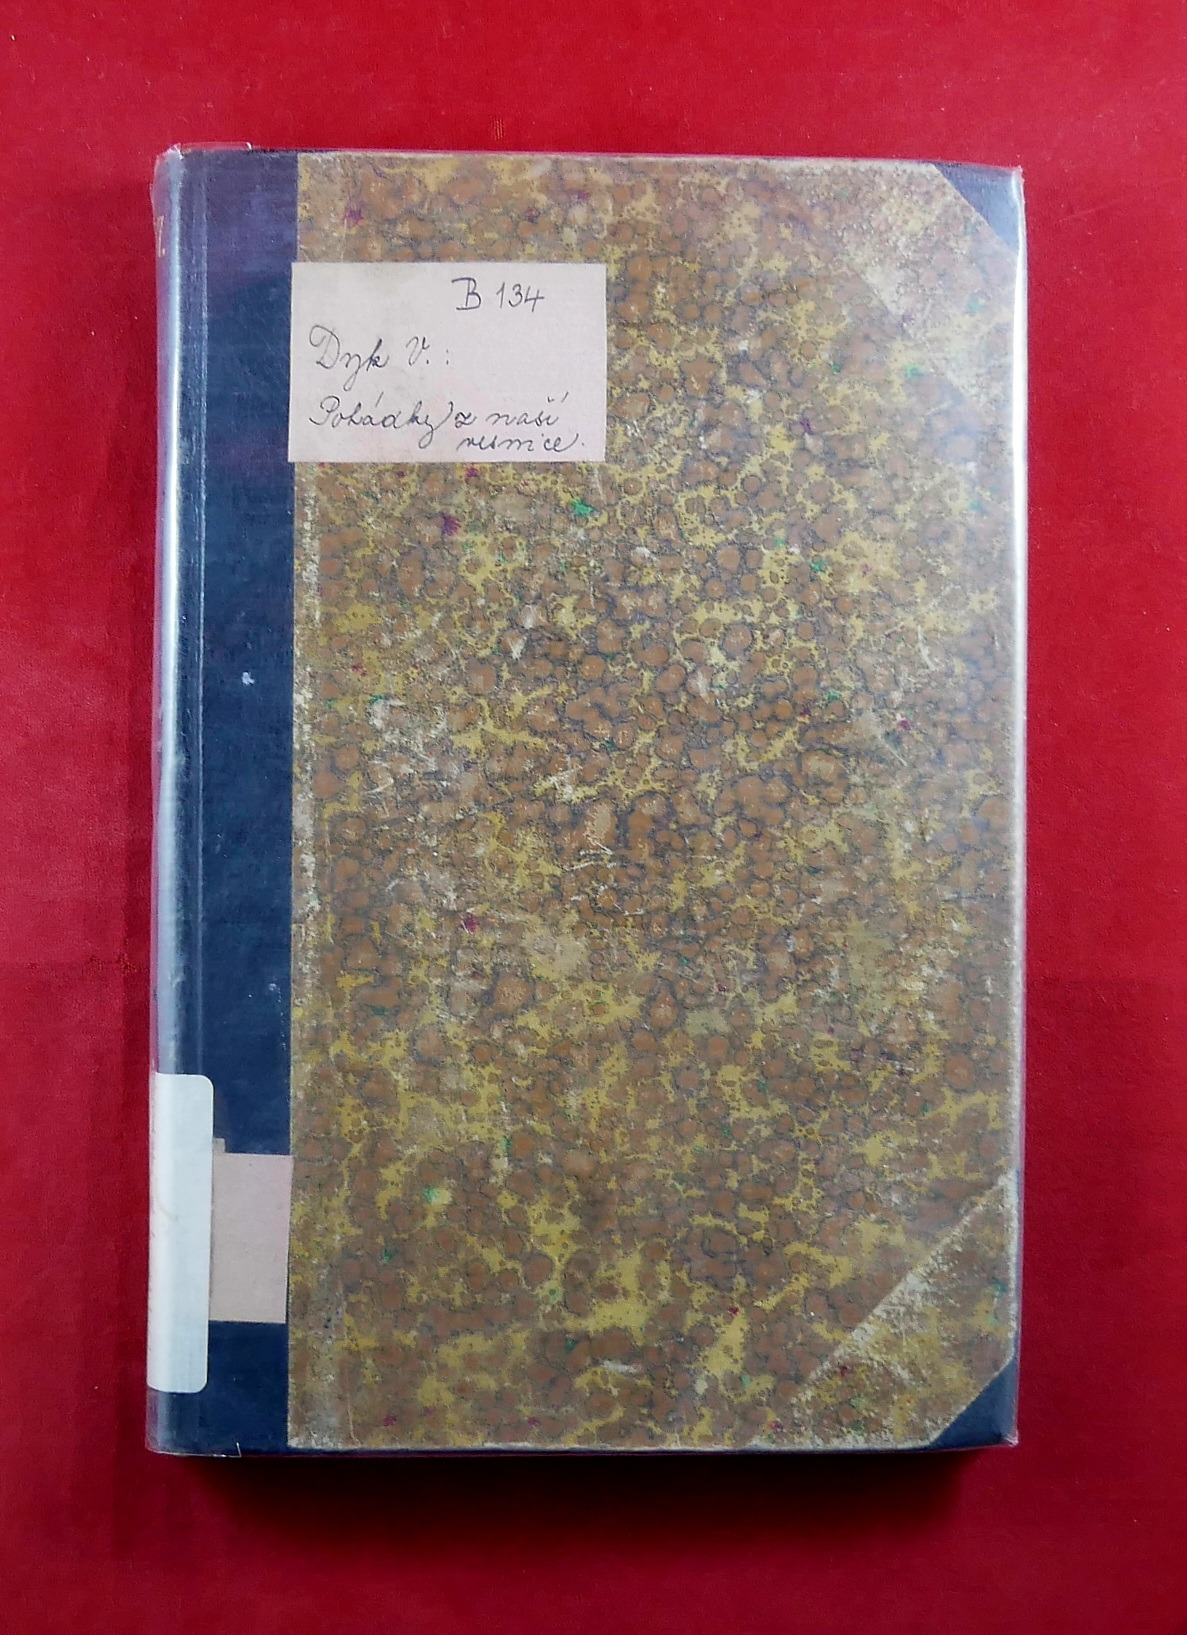 B 134
Dyk V.:
Pohádky z naší
vesnice.